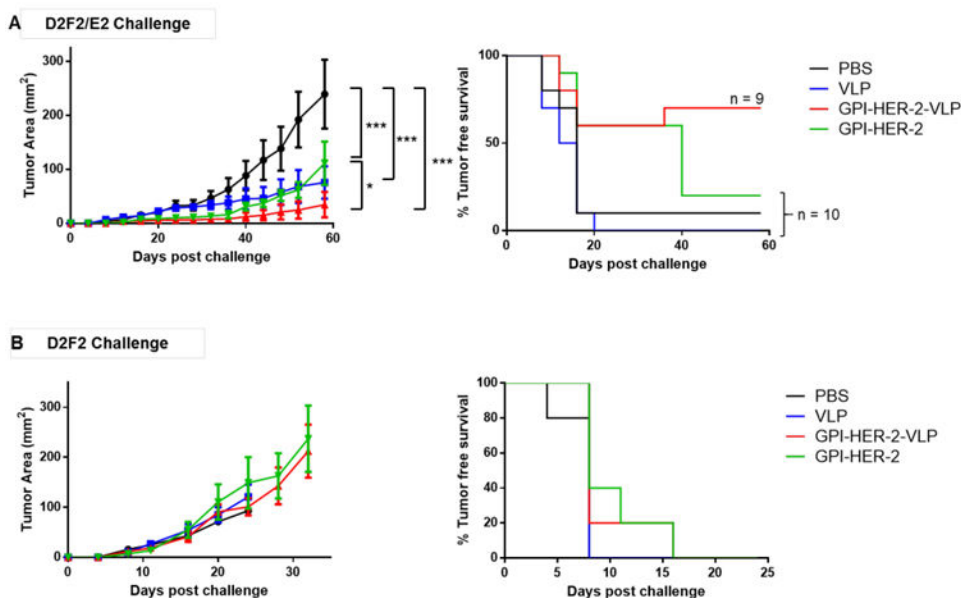 A D2F2/E2 Challenge
Tumor Area (mm²)
300
200
100
0
0 20 40 60
Days post challenge
***
***
***
*
% Tumor free survival
100
50
0
0 20 40 60
Days post challenge
n = 9
n = 10
PBS
VLP
GPI-HER-2-VLP
GPI-HER-2
B D2F2 Challenge
Tumor Area (mm²)
300
200
100
0
0 10 20 30
Days post challenge
% Tumor free survival
100
80
60
40
20
0
0 5 10 15 20 25
Days post challenge
PBS
VLP
GPI-HER-2-VLP
GPI-HER-2